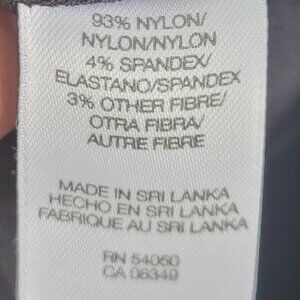 93% NYLON/
NYLON/NYLON
4% SPANDEX/
ELASTANO/SPANDEX
3% OTHER FIBRE/
OTRA FIBRA/
AUTRE FIBRE
MADE IN SRI LANKA
HECHO EN SRI LANKA
FABRIQUE AU SRI LANKA
RN 54050
CA 06349